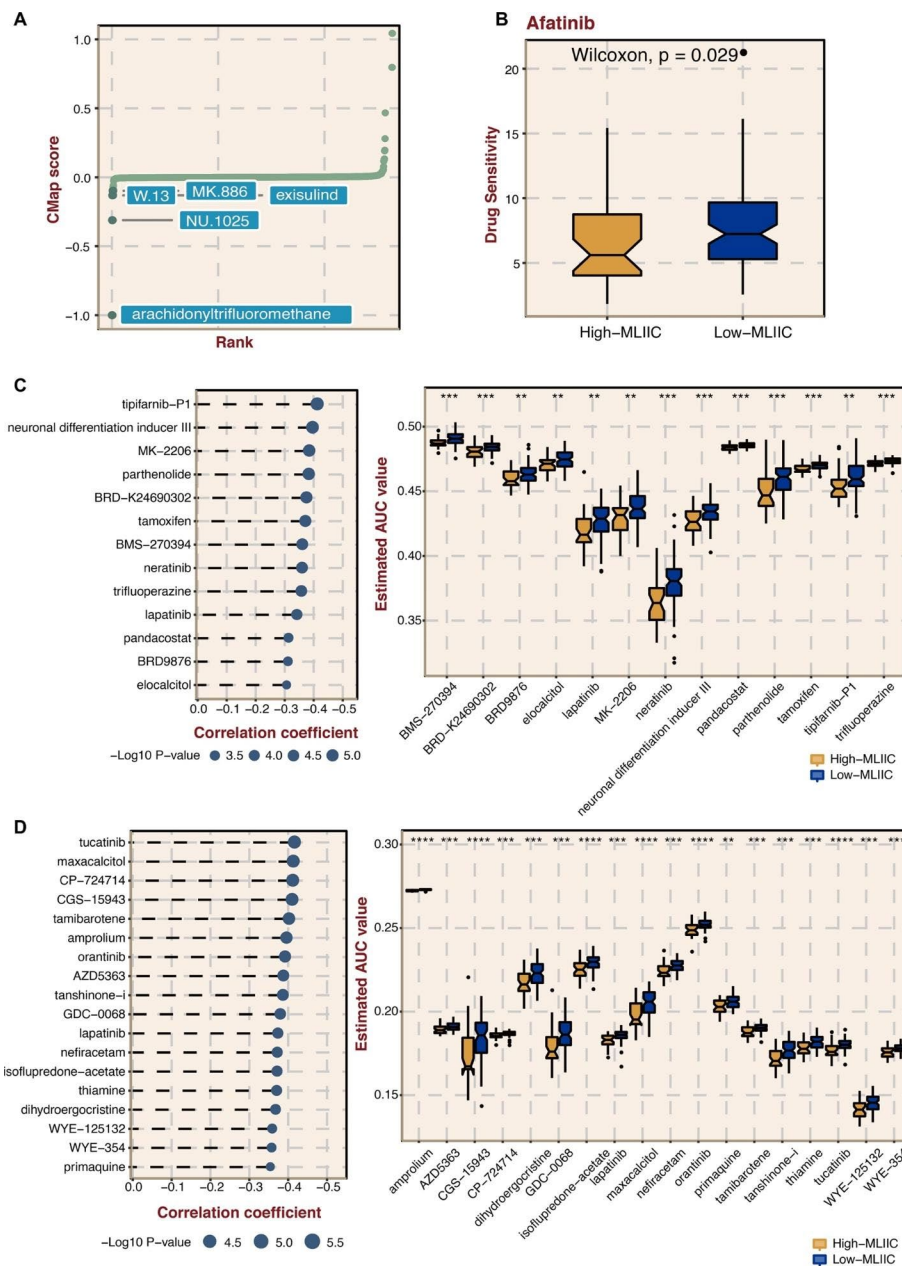 A
CMap score
1.0
0.5
0.0
−0.5
−1.0
W.13
MK.886
exisulind
NU.1025
arachidonyltrifluoromethane
Rank
B
Afatinib
Wilcoxon, p = 0.029
Drug Sensitivity
20
15
10
5
High−MLIIC
Low−MLIIC
C
tipifarnib−P1
neuronal differentiation inducer III
MK−2206
parthenolide
BRD−K24690302
tamoxifen
BMS−270394
neratinib
trifluoperazine
lapatinib
pandacostat
BRD9876
elocalcitol
0.0 −0.1 −0.2 −0.3 −0.4 −0.5
Correlation coefficient
−Log10 P−value 3.5 4.0 4.5 5.0
Estimated AUC value
0.50
0.45
0.40
0.35
*** *** ** ** ** ** *** *** *** *** *** ** ***
BMS−270394
BRD−K24690302
BRD9876
elocalcitol
lapatinib
MK−2206
neratinib
neuronal differentiation inducer III
pandacostat
parthenolide
tamoxifen
tipifarnib−P1
trifluoperazine
High−MLIIC
Low−MLIIC
D
tucatinib
maxacalcitol
CP−724714
CGS−15943
tamibarotene
amprolium
orantinib
AZD5363
tanshinone−i
GDC−0068
lapatinib
nefiracetam
isoflupredone−acetate
thiamine
dihydroergocristine
WYE−125132
WYE−354
primaquine
0.0 −0.1 −0.2 −0.3 −0.4 −0.5
Correlation coefficient
−Log10 P−value 4.5 5.0 5.5
Estimated AUC value
0.30
0.25
0.20
0.15
**** *** **** *** *** *** **** *** **** *** **** ** *** *** *** **** *** ***
amprolium
AZD5363
CGS−15943
CP−724714
dihydroergocristine
GDC−0068
isoflupredone−acetate
lapatinib
maxacalcitol
nefiracetam
orantinib
primaquine
tamibarotene
tanshinone−i
thiamine
tucatinib
WYE−125132
WYE−354
High−MLIIC
Low−MLIIC